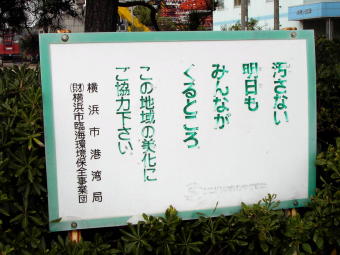 汚さない
明日も
みんなが
くるところ
この地域の美化に
ご協力下さい
横浜市港湾局
(財)横浜市臨海環境保全事業団